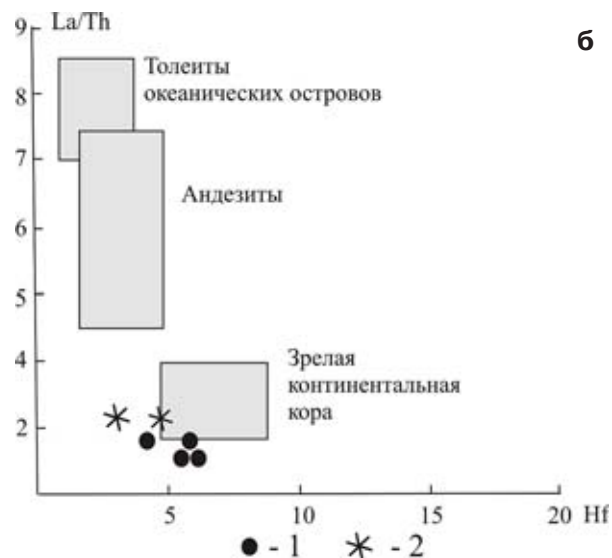 La/Th
б
9
Толеиты
океанических островов
8
7
Андезиты
6
5
Зрелая
континентальная
кора
4
2
5 10 15 20 Hf
- 1 - 2